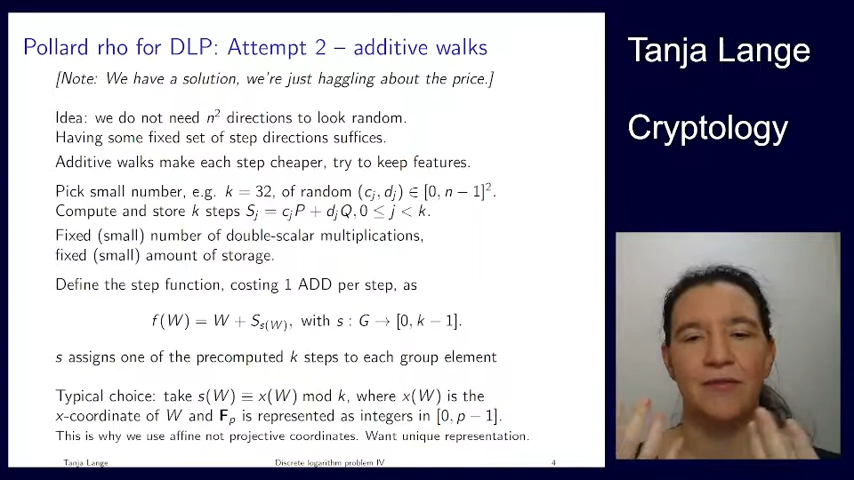 Pollard rho for DLP: Attempt 2 – additive walks
[Note: We have a solution, we're just haggling about the price.]
Idea: we do not need n² directions to look random.
Having some fixed set of step directions suffices.
Additive walks make each step cheaper, try to keep features.
Pick small number, e.g. k = 32, of random (c_j, d_j) ∈ [0, n − 1]².
Compute and store k steps S_j = c_jP + d_jQ, 0 ≤ j < k.
Fixed (small) number of double-scalar multiplications,
fixed (small) amount of storage.
Define the step function, costing 1 ADD per step, as
f(W) = W + S_{s(W)}, with s : G → [0, k − 1].
s assigns one of the precomputed k steps to each group element
Typical choice: take s(W) ≡ x(W) mod k, where x(W) is the
x-coordinate of W and F_p is represented as integers in [0, p − 1].
This is why we use affine not projective coordinates. Want unique representation.
Tanja Lange
Discrete logarithm problem IV
4
Tanja Lange
Cryptology